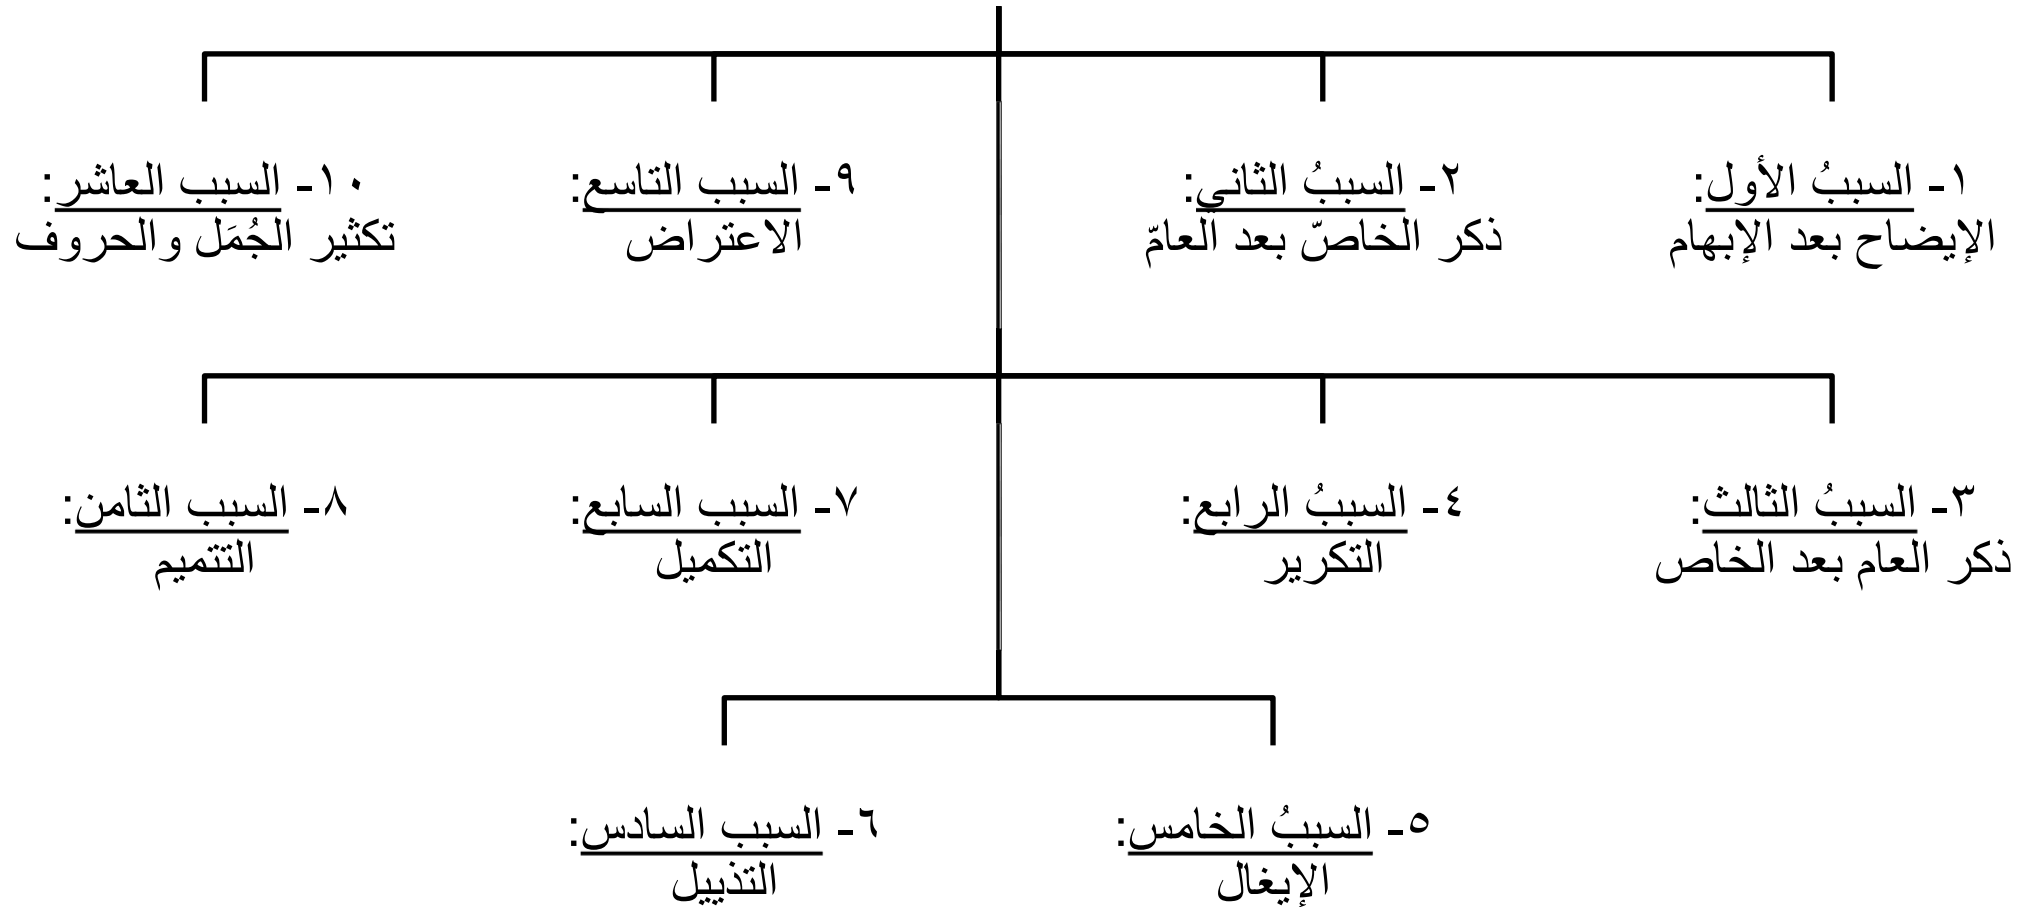 ١- السببُ الأول:
الإيضاح بعد الإبهام
٢- السببُ الثاني:
ذكر الخاصّ بعد العامّ
٩- السبب التاسع:
الاعتراض
١٠- السبب العاشر:
تكثير الجُمَل والحروف
٣- السببُ الثالث:
ذكر العام بعد الخاص
٤- السببُ الرابع:
التكرير
٧- السبب السابع:
التكميل
٨- السبب الثامن:
التتميم
٥- السببُ الخامس:
الإيغال
٦- السبب السادس:
التذييل